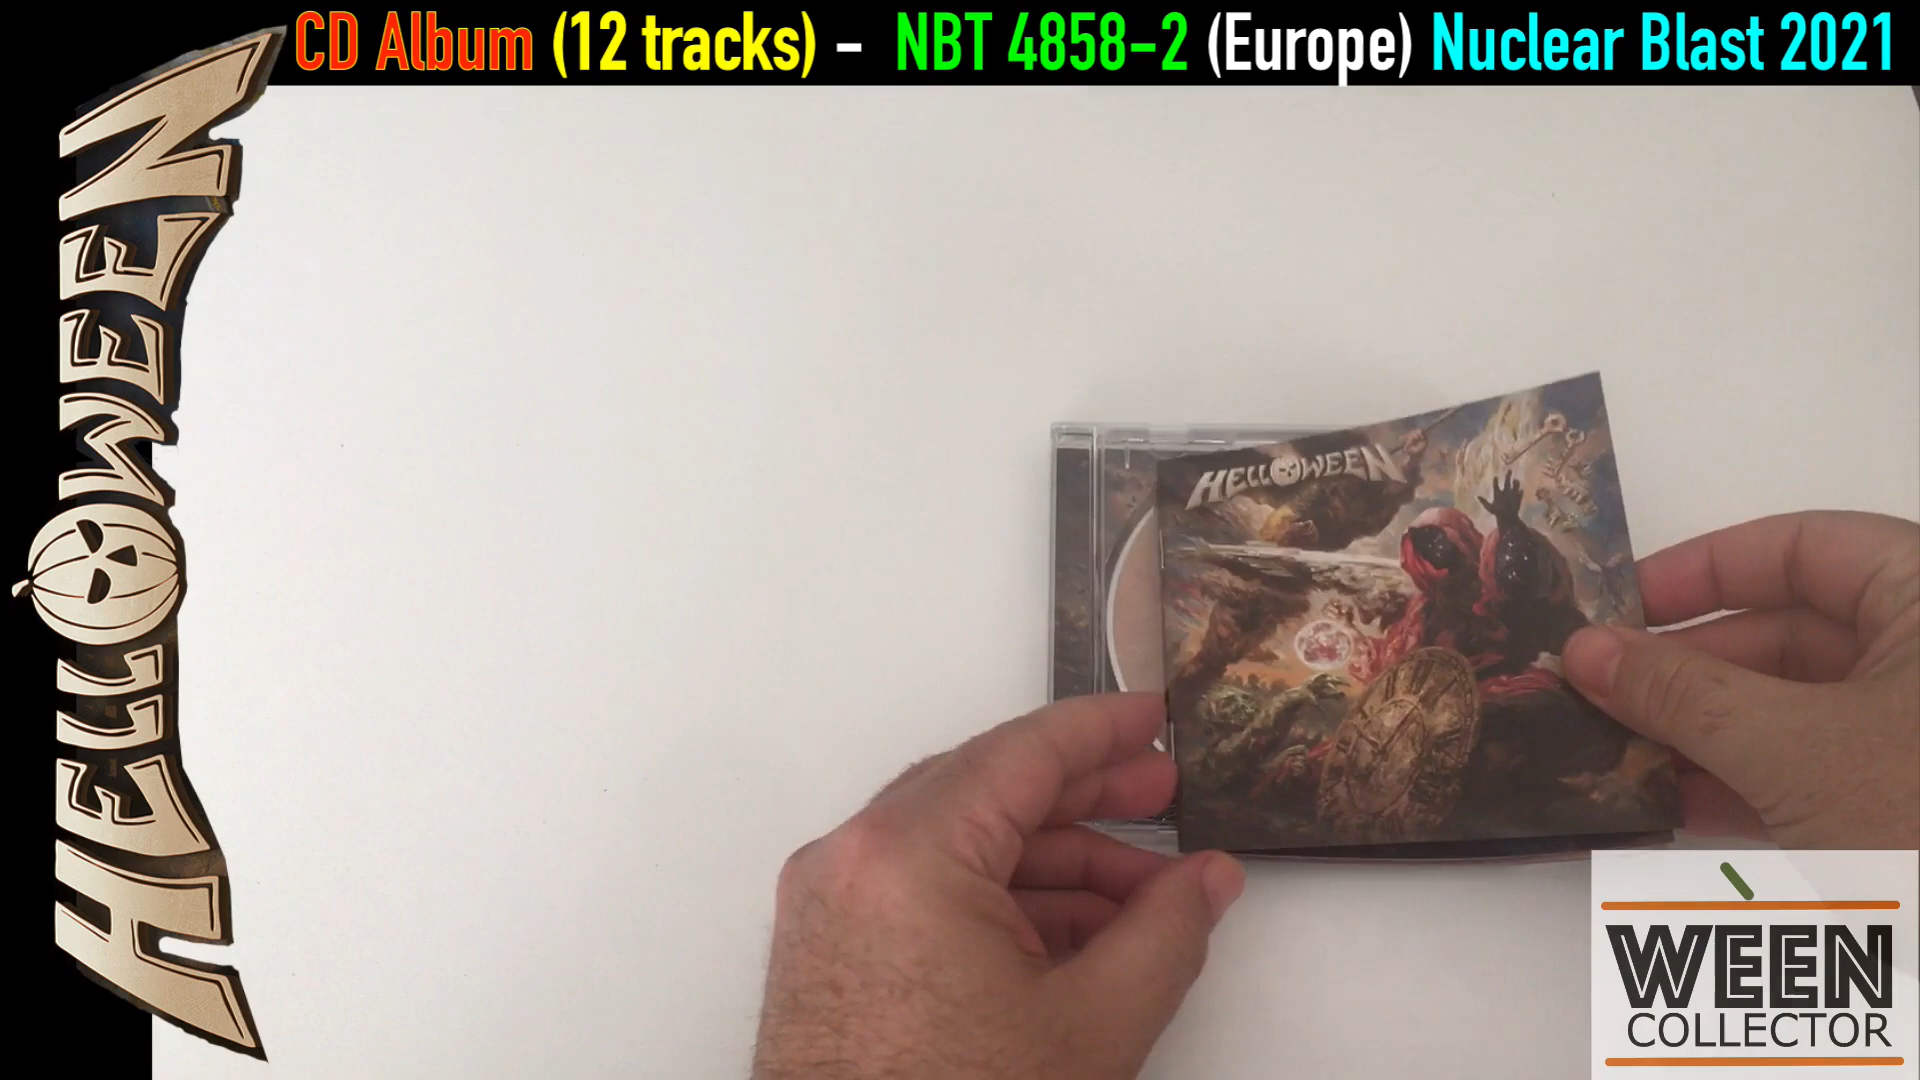 CD Album (12 tracks) - NBT 4858-2 (Europe) Nuclear Blast 2021
HELLOWEEN
HELLOWEEN
WEEN
COLLECTOR